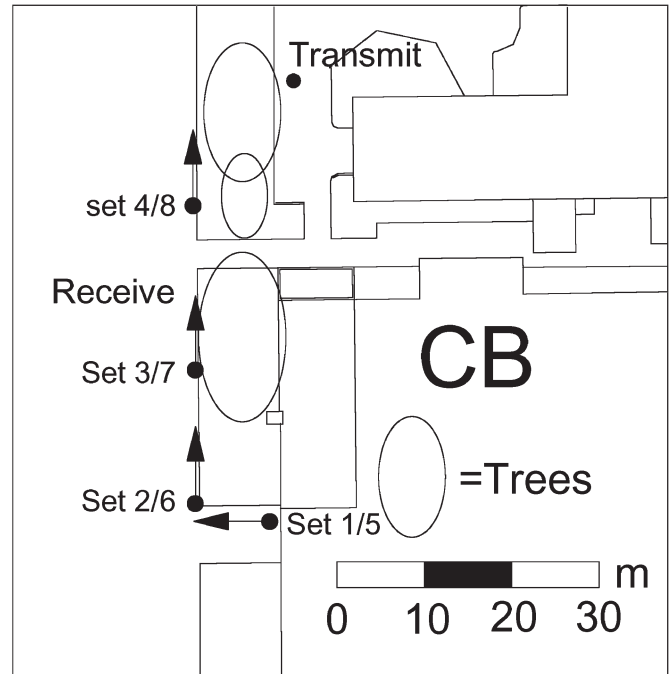 Transmit
set 4/8
Receive
Set 3/7
CB
=Trees
Set 2/6
Set 1/5
m
0 10 20 30